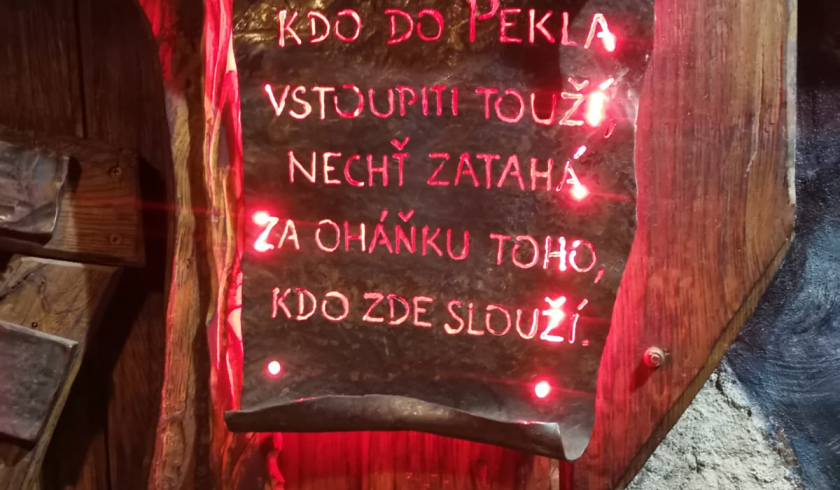 KDO DO PEKLA
VSTOUPITI TOUŽÍ,
NECHŤ ZATAHÁ
ZA OHÁŇKU TOHO,
KDO ZDE SLOUŽÍ.